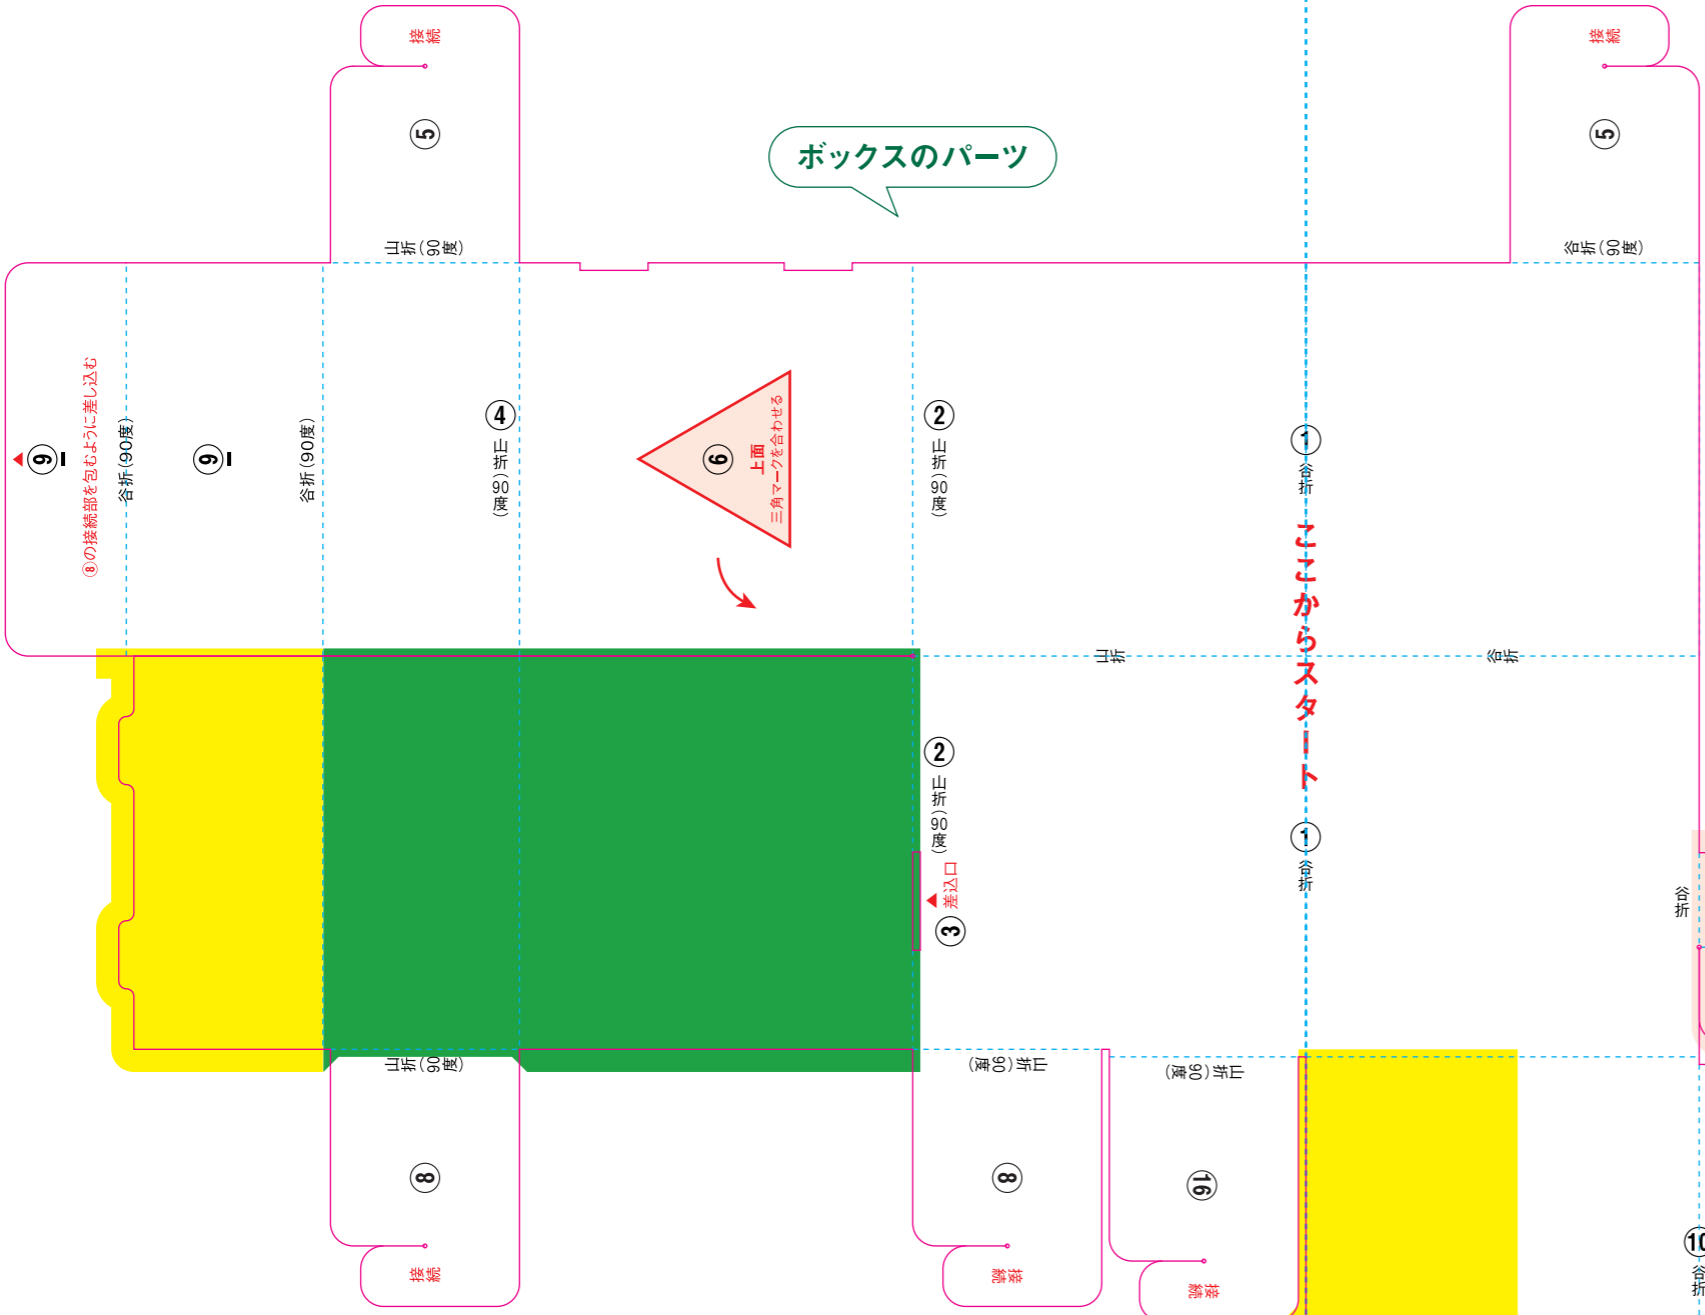 接続
接続
⑤
⑤
ボックスのパーツ
山折(90度)
谷折(90度)
⑨
⑧の接続部を包むように差し込む
谷折(90度)
⑨
谷折(90度)
④ 山折(90度)
⑥
上面
三角マークを合わせる
② 山折(90度)
① 谷折
ここからスタート
山折
谷折
② 山折(90度)
差込口
③
① 谷折
谷折
山折(90度)
山折(90度)
山折(90度)
⑧
⑧
⑯
⑩ 谷折
接続
接続
接続